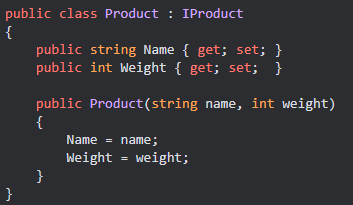 public class Product : IProduct
{
    public string Name { get; set; }
    public int Weight { get; set;  }

    public Product(string name, int weight)
    {
        Name = name;
        Weight = weight;
    }
}